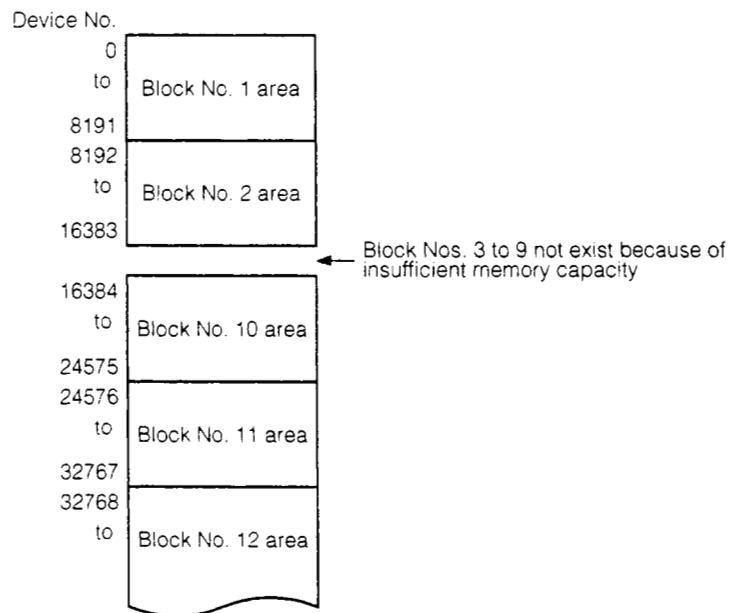 Device No.
0
to
8191
Block No. 1 area
8192
to
16383
Block No. 2 area
Block Nos. 3 to 9 not exist because of
insufficient memory capacity
16384
to
24575
Block No. 10 area
24576
to
32767
Block No. 11 area
32768
to
Block No. 12 area